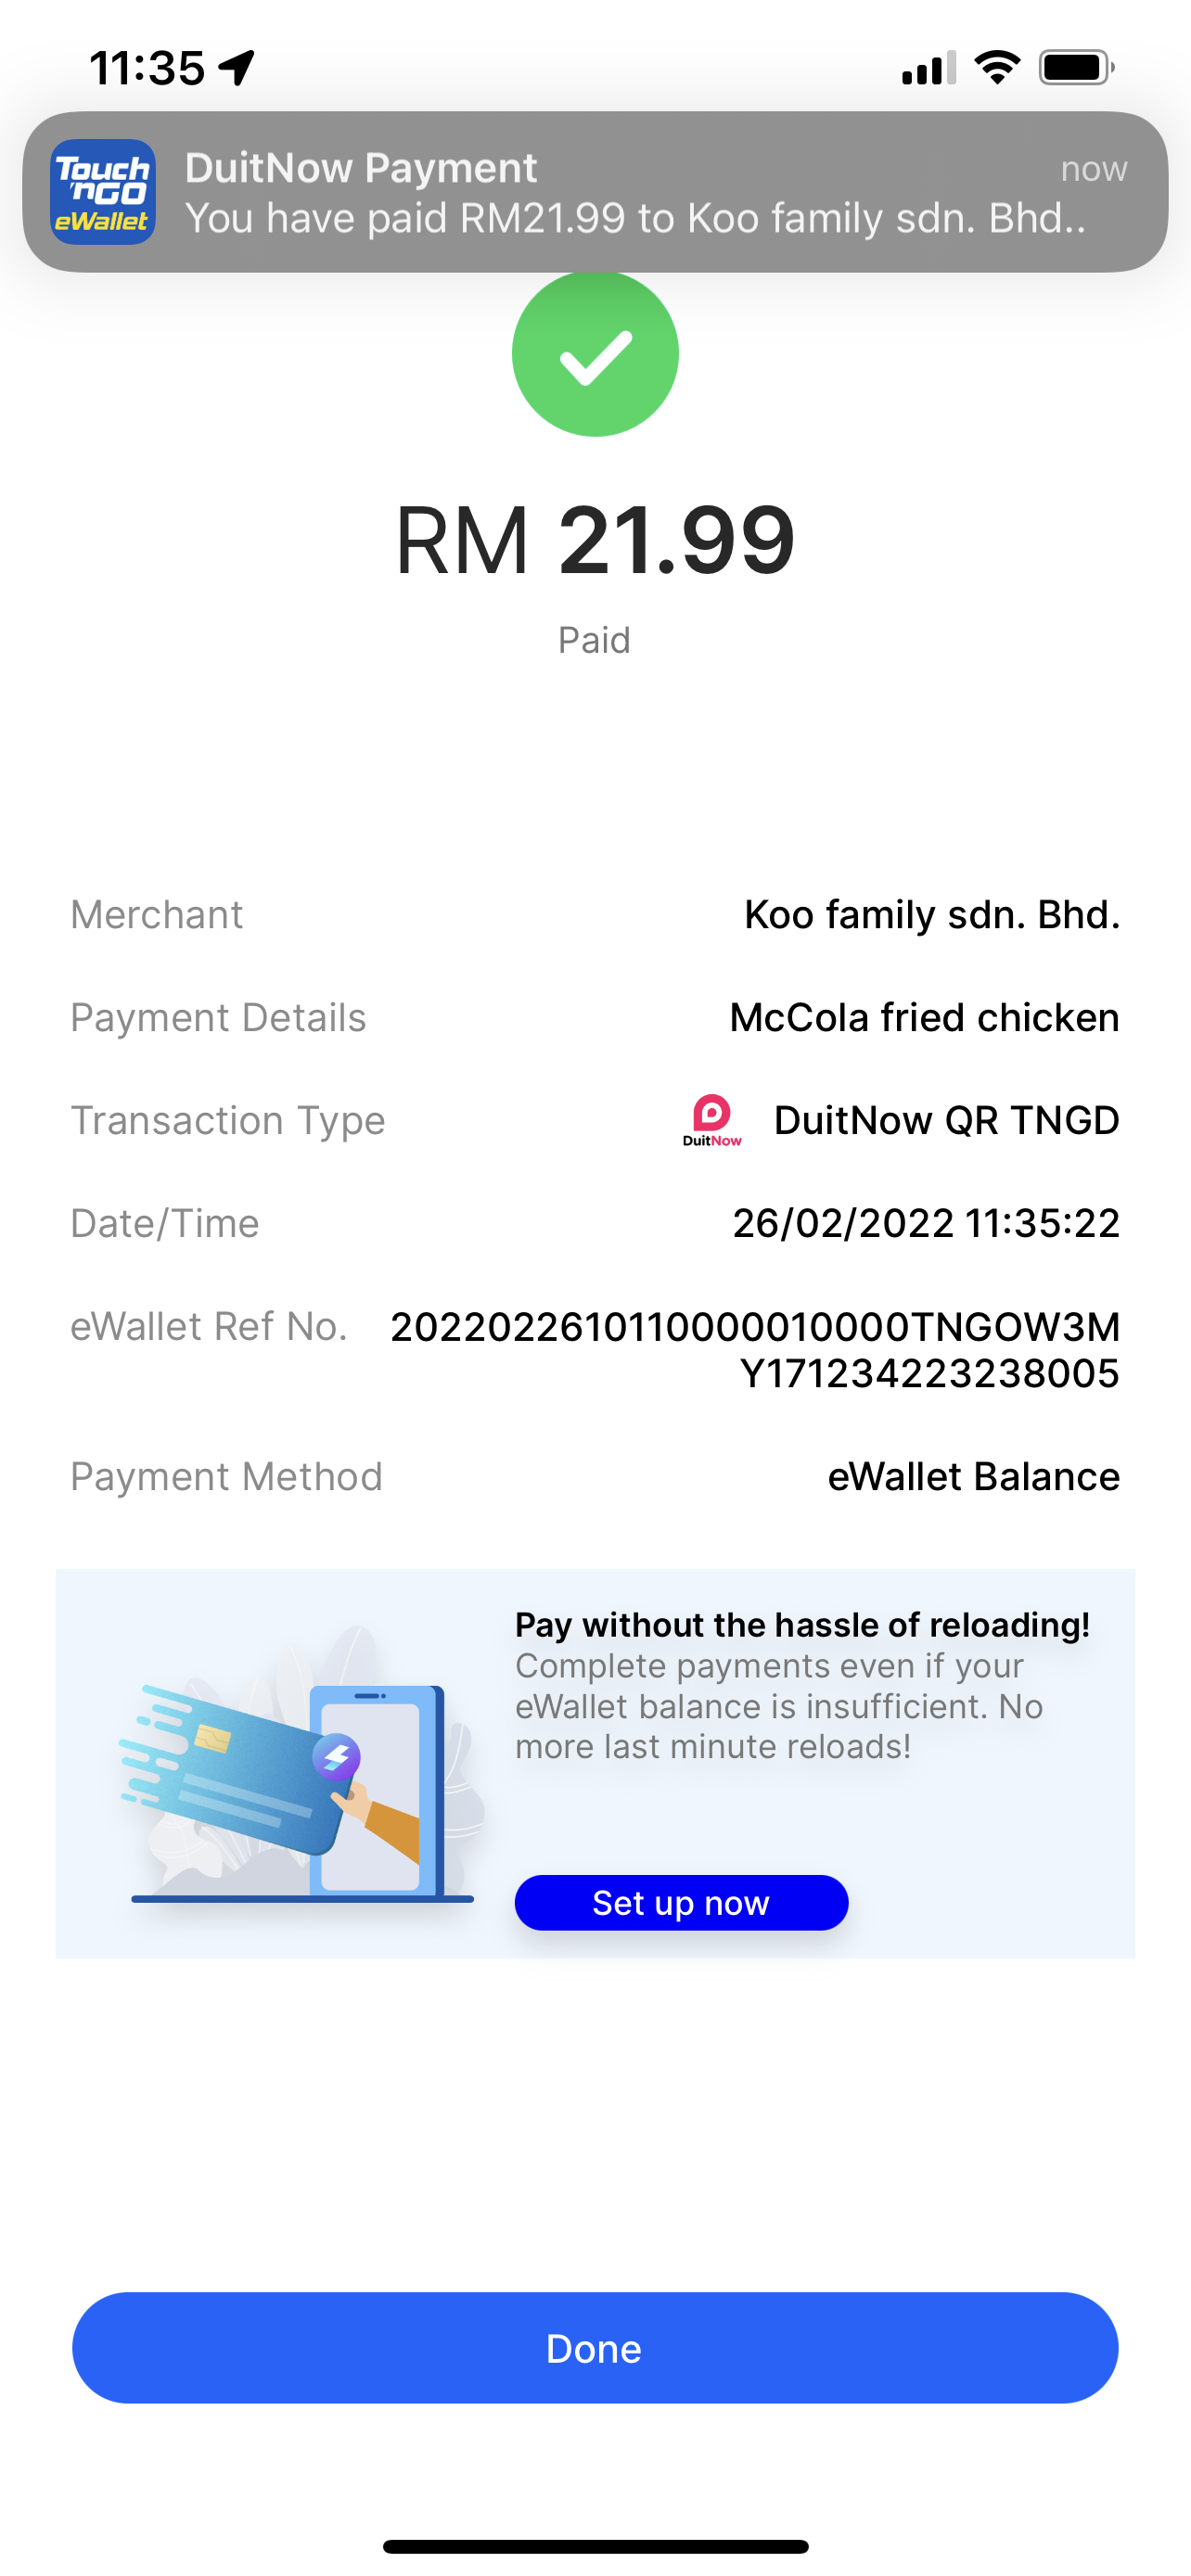 11:35
Touch 'nGO eWallet
DuitNow Payment
now
You have paid RM21.99 to Koo family sdn. Bhd..
RM 21.99
Paid
Merchant Koo family sdn. Bhd.
Payment Details McCola fried chicken
Transaction Type DuitNow DuitNow QR TNGD
Date/Time 26/02/2022 11:35:22
eWallet Ref No. 20220226101110000010000TNGOW3M
Y171234223238005
Payment Method eWallet Balance
Pay without the hassle of reloading!
Complete payments even if your
eWallet balance is insufficient. No
more last minute reloads!
Set up now
Done